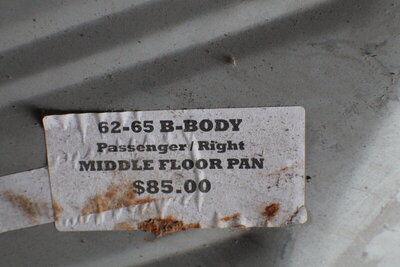 62-65 B-BODY
Passenger/Right
MIDDLE FLOOR PAN
$85.00